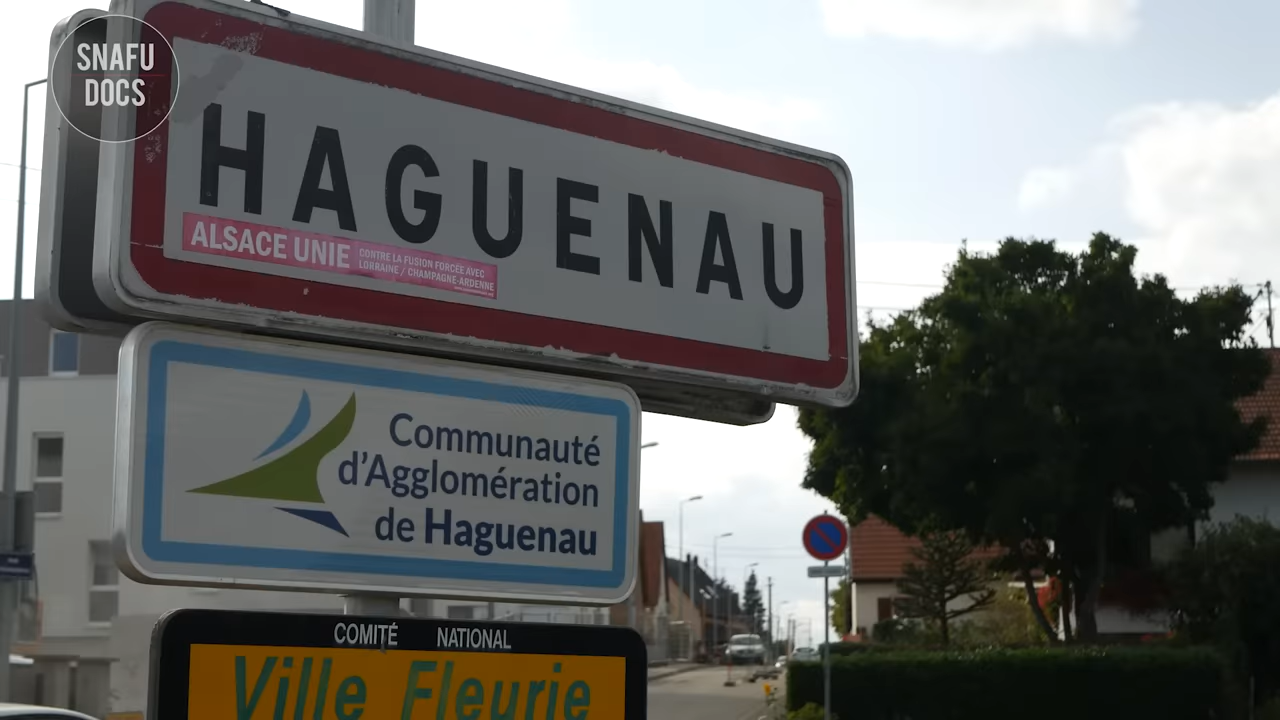 SNAFU
DOCS
HAGUENAU
ALSACE UNIE
CONTRE LA FUSION FORCÉE AVEC
LORRAINE / CHAMPAGNE-ARDENNE
Communauté
d'Agglomération
de Haguenau
COMITÉ NATIONAL
Ville Fleurie